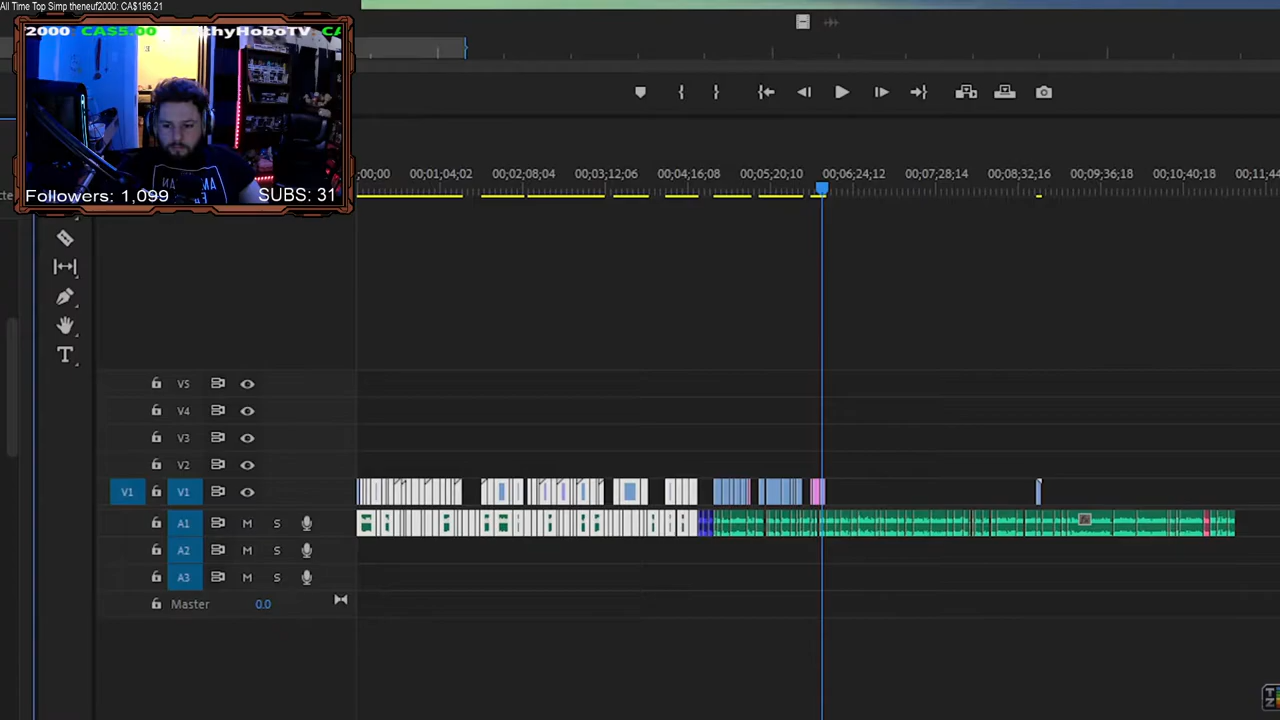 All Time Top Simp theneuf2000: CA$196.21
2000 CA$5.00 thyHoboTV CA
Followers: 1,099 SUBS: 31
;00;00 00;01;04;02 00;02;08;04 00;03;12;06 00;04;16;08 00;05;20;10 00;06;24;12 00;07;28;14 00;08;32;16 00;09;36;18 00;10;40;18 00;11;44
T
V5
V4
V3
V2
V1 V1
A1 M S
A2 M S
A3 M S
Master 0.0